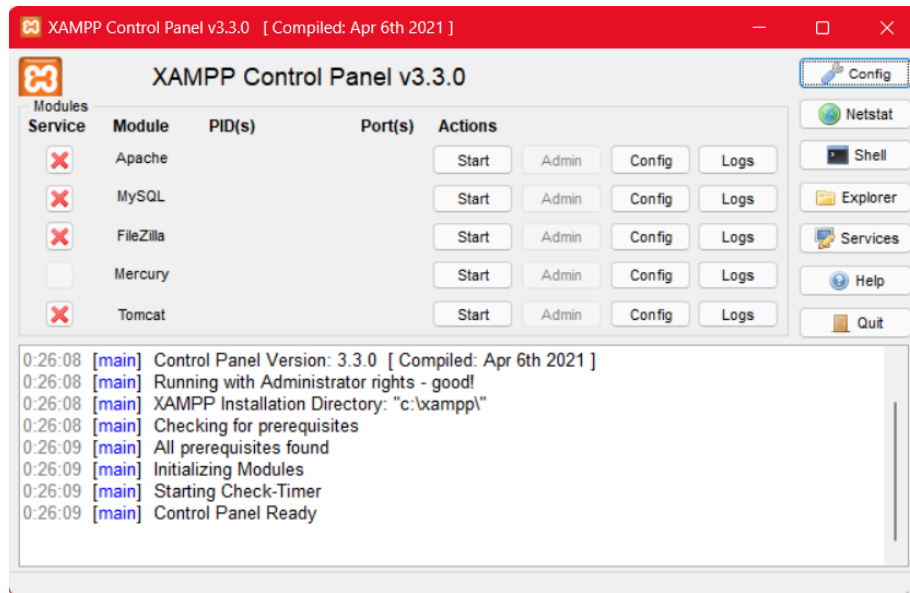 XAMPP Control Panel v3.3.0 [ Compiled: Apr 6th 2021 ]
XAMPP Control Panel v3.3.0
Config
Netstat
Shell
Explorer
Services
Help
Quit
Modules
Service Module PID(s) Port(s) Actions
Apache Start Admin Config Logs
MySQL Start Admin Config Logs
FileZilla Start Admin Config Logs
Mercury Start Admin Config Logs
Tomcat Start Admin Config Logs
0:26:08 [main] Control Panel Version: 3.3.0 [ Compiled: Apr 6th 2021 ]
0:26:08 [main] Running with Administrator rights - good!
0:26:08 [main] XAMPP Installation Directory: "c:\xampp\"
0:26:08 [main] Checking for prerequisites
0:26:09 [main] All prerequisites found
0:26:09 [main] Initializing Modules
0:26:09 [main] Starting Check-Timer
0:26:09 [main] Control Panel Ready